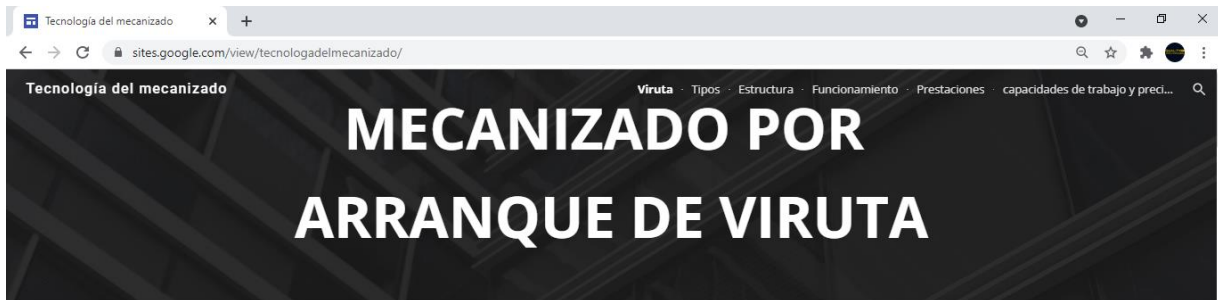 Tecnología del mecanizado
sites.google.com/view/tecnologadelmecanizado/
Tecnología del mecanizado
Viruta · Tipos · Estructura · Funcionamiento · Prestaciones · capacidades de trabajo y preci...
MECANIZADO POR
ARRANQUE DE VIRUTA